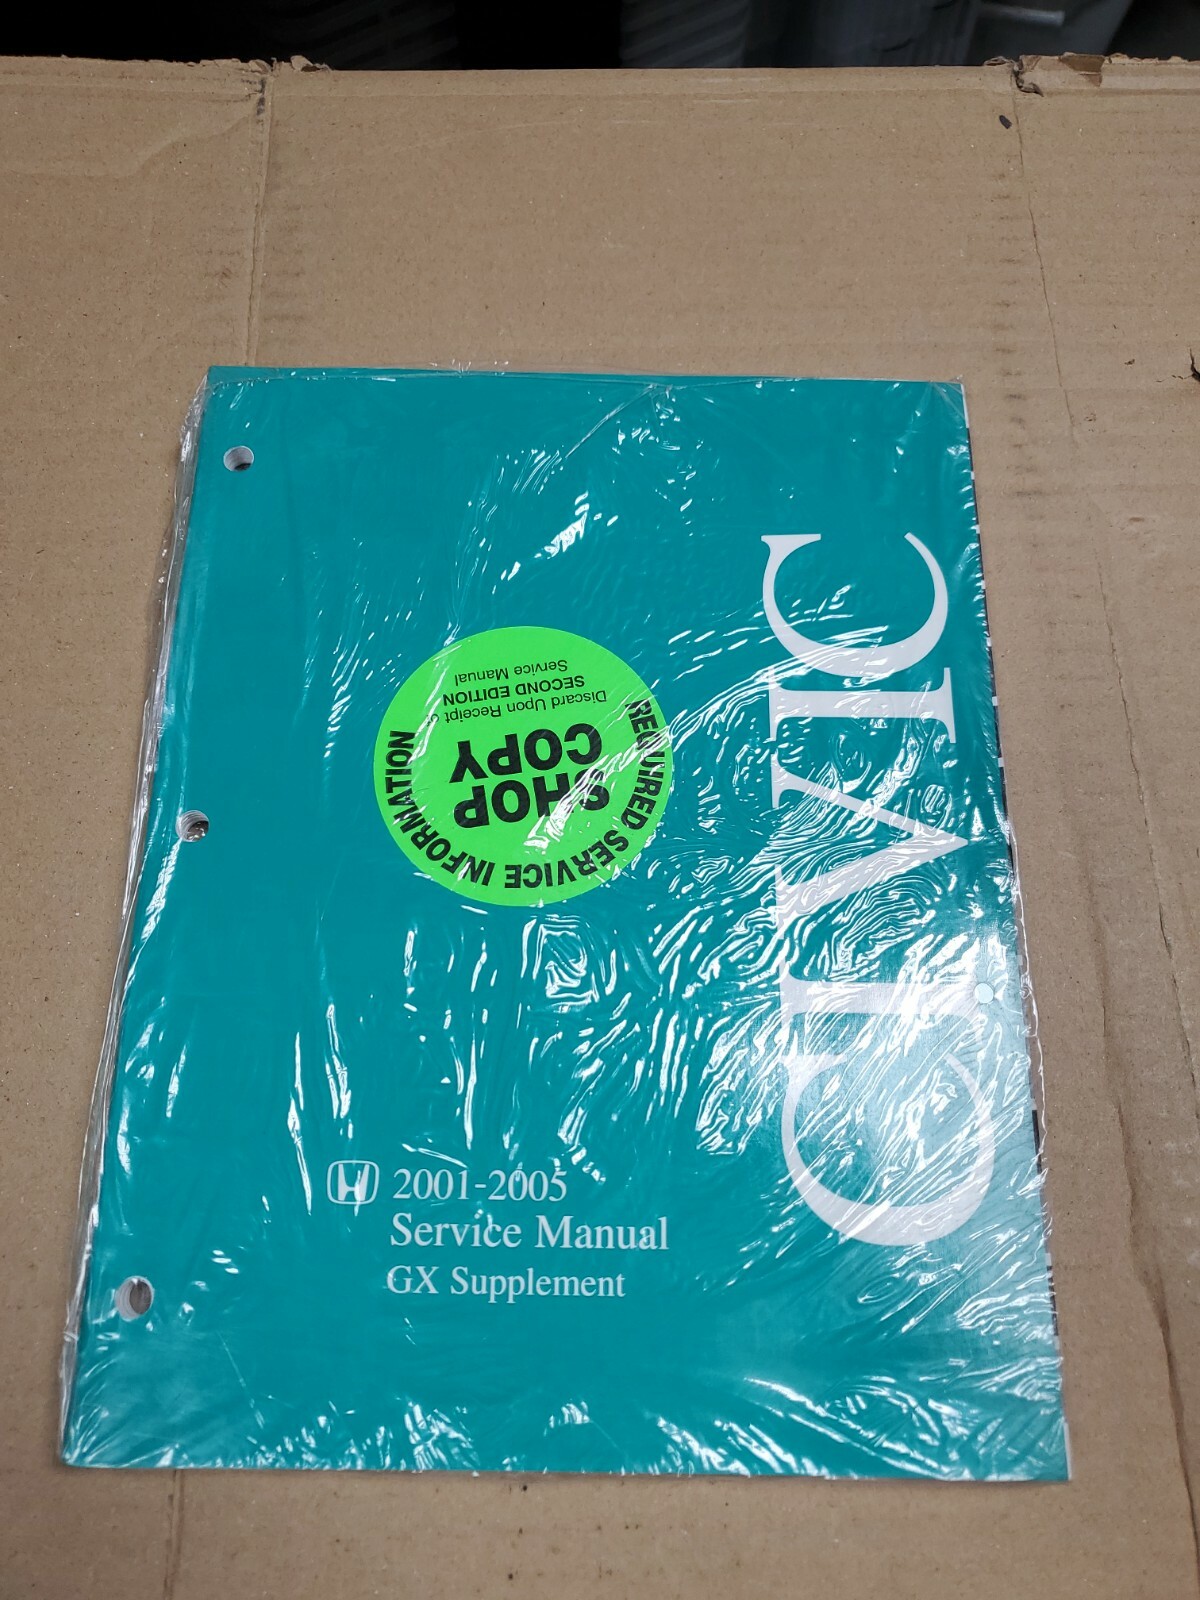 CIVIC
REQUIRED SERVICE INFORMATION
SHOP
COPY
Discard Upon Receipt of
SECOND EDITION
Service Manual
2001-2005
Service Manual
GX Supplement